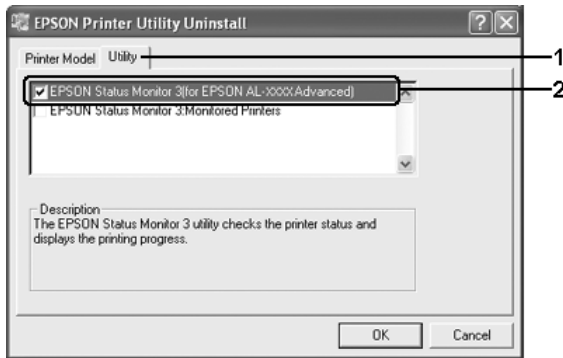 EPSON Printer Utility Uninstall
Printer Model Utility
1
EPSON Status Monitor 3(for EPSON AL-XXXX Advanced)
2
EPSON Status Monitor 3:Monitored Printers
Description
The EPSON Status Monitor 3 utility checks the printer status and
displays the printing progress.
OK Cancel